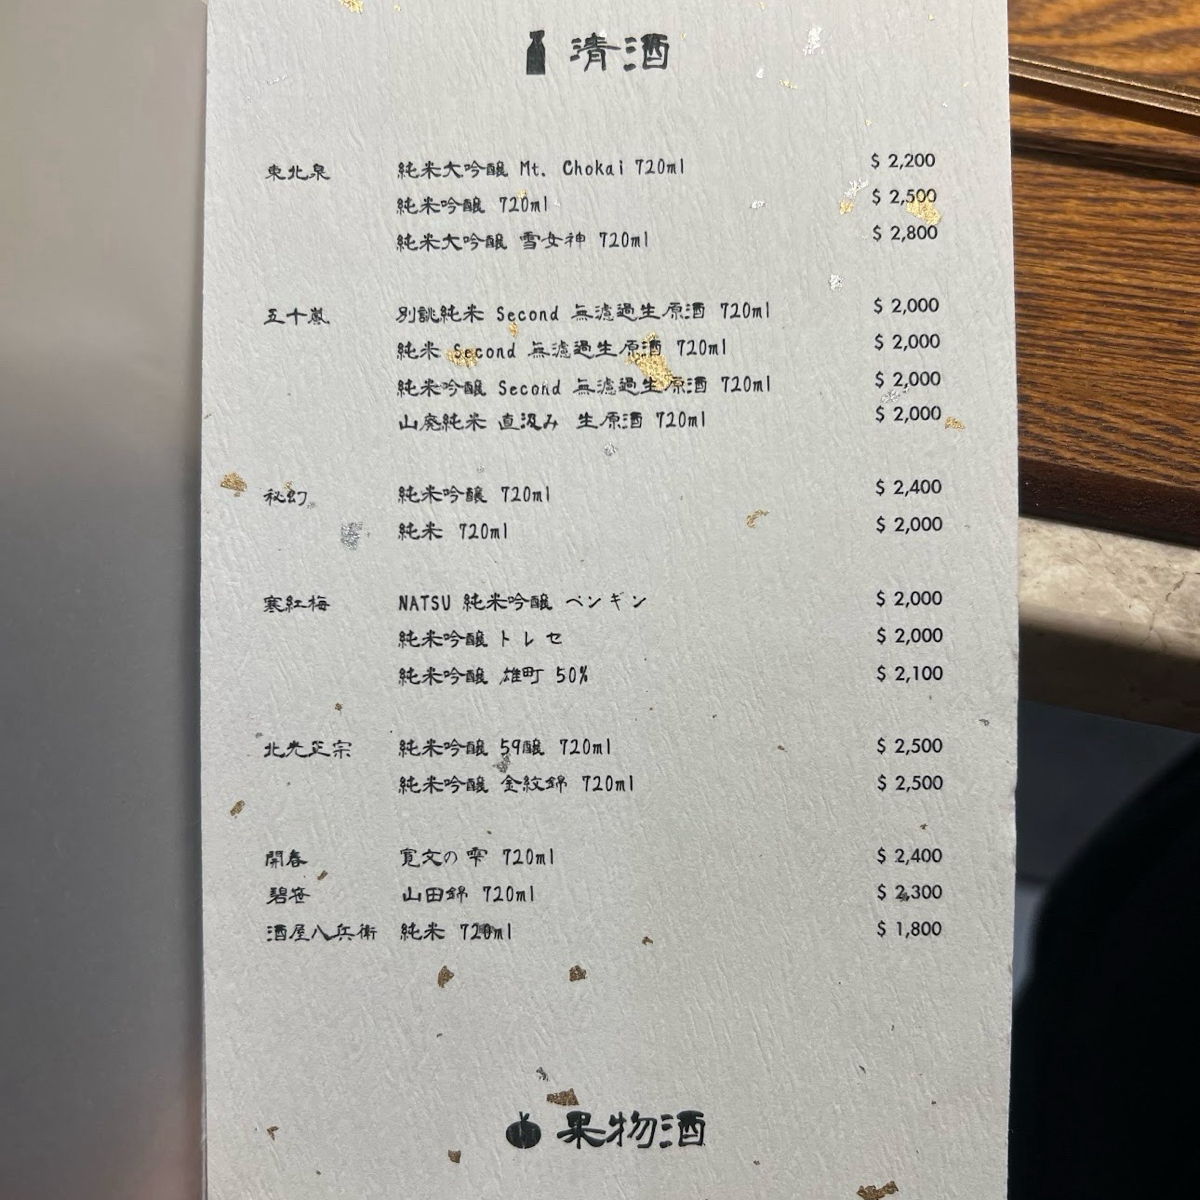 清酒
東北泉 純米大吟醸 Mt. Chokai 720ml $ 2,200
純米吟醸 720ml $ 2,500
純米大吟醸 雪女神 720ml $ 2,800
五十嵐 別誂純米 Second 無濾過生原酒 720ml $ 2,000
純米 Second 無濾過生原酒 720ml $ 2,000
純米吟醸 Second 無濾過生原酒 720ml $ 2,000
山廃純米 直汲み 生原酒 720ml $ 2,000
秘幻 純米吟醸 720ml $ 2,400
純米 720ml $ 2,000
寒紅梅 NATSU 純米吟醸 ペンギン $ 2,000
純米吟醸 トレセ $ 2,000
純米吟醸 雄町 50% $ 2,100
北光正宗 純米吟醸 59醸 720ml $ 2,500
純米吟醸 金紋錦 720ml $ 2,500
開春 寛文の雫 720ml $ 2,400
碧笹 山田錦 720ml $ 2,300
酒屋八兵衛 純米 720ml $ 1,800
果物酒